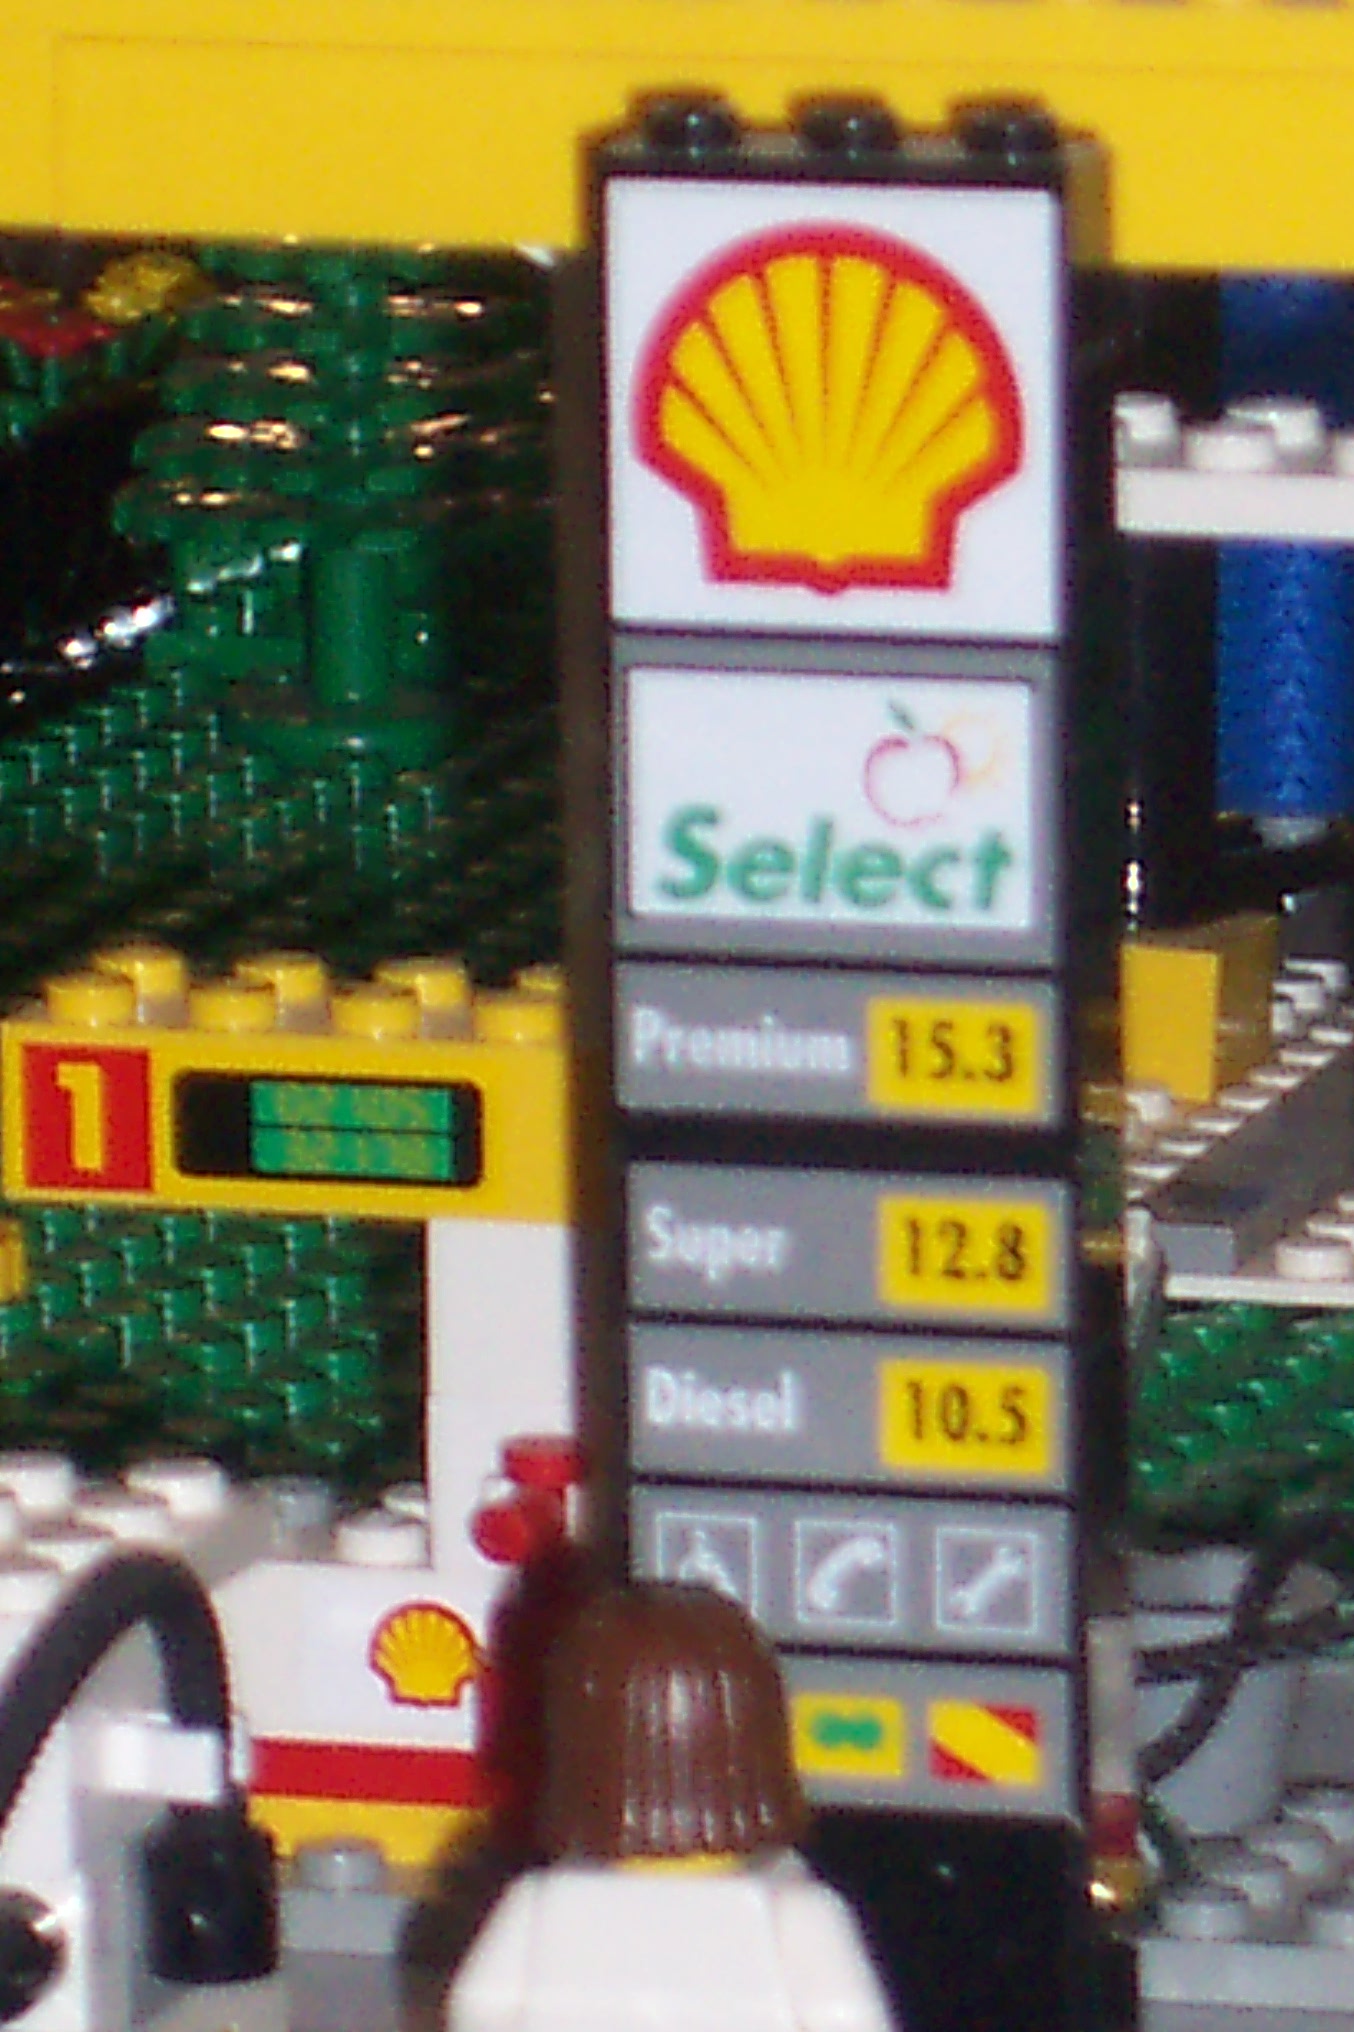 Select
Premium 15.3
Super 12.8
Diesel 10.5
1